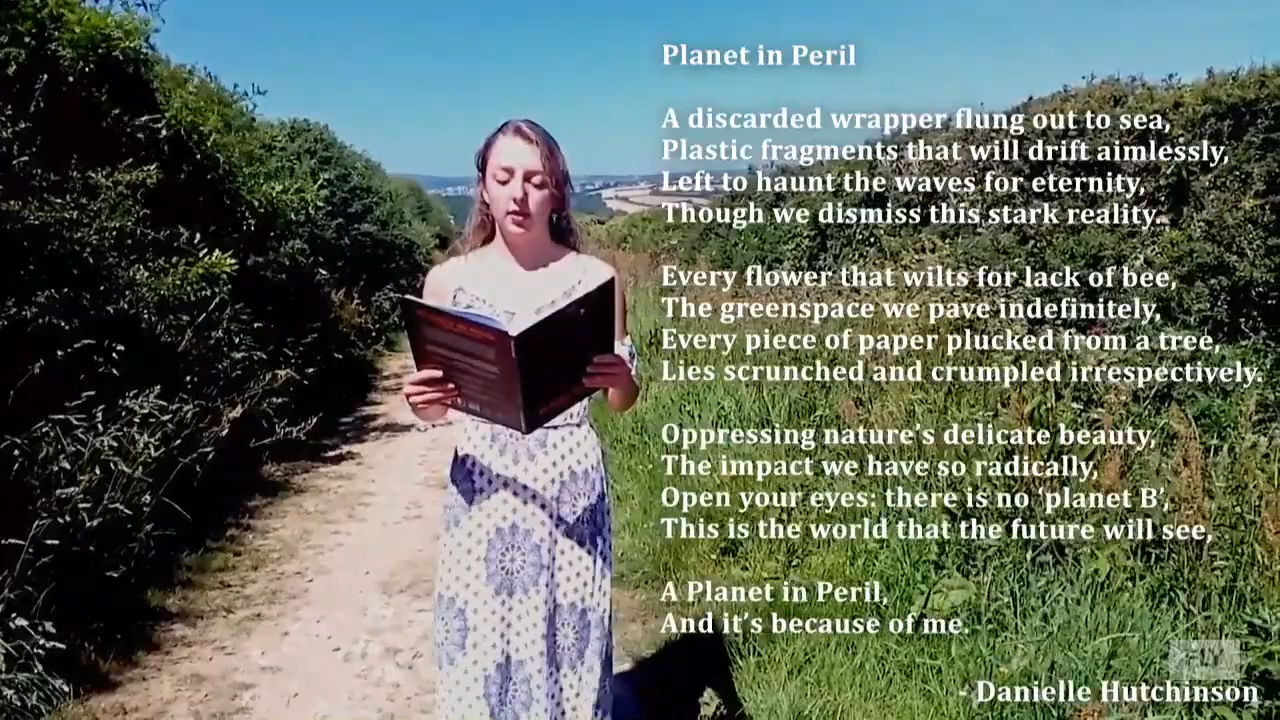 Planet in Peril
A discarded wrapper flung out to sea,
Plastic fragments that will drift aimlessly,
Left to haunt the waves for eternity,
Though we dismiss this stark reality..
Every flower that wilts for lack of bee,
The greenspace we pave indefinitely,
Every piece of paper plucked from a tree,
Lies scrunched and crumpled irrespectively.
Oppressing nature's delicate beauty,
The impact we have so radically,
Open your eyes: there is no 'planet B',
This is the world that the future will see,
A Planet in Peril,
And it's because of me.
- Danielle Hutchinson